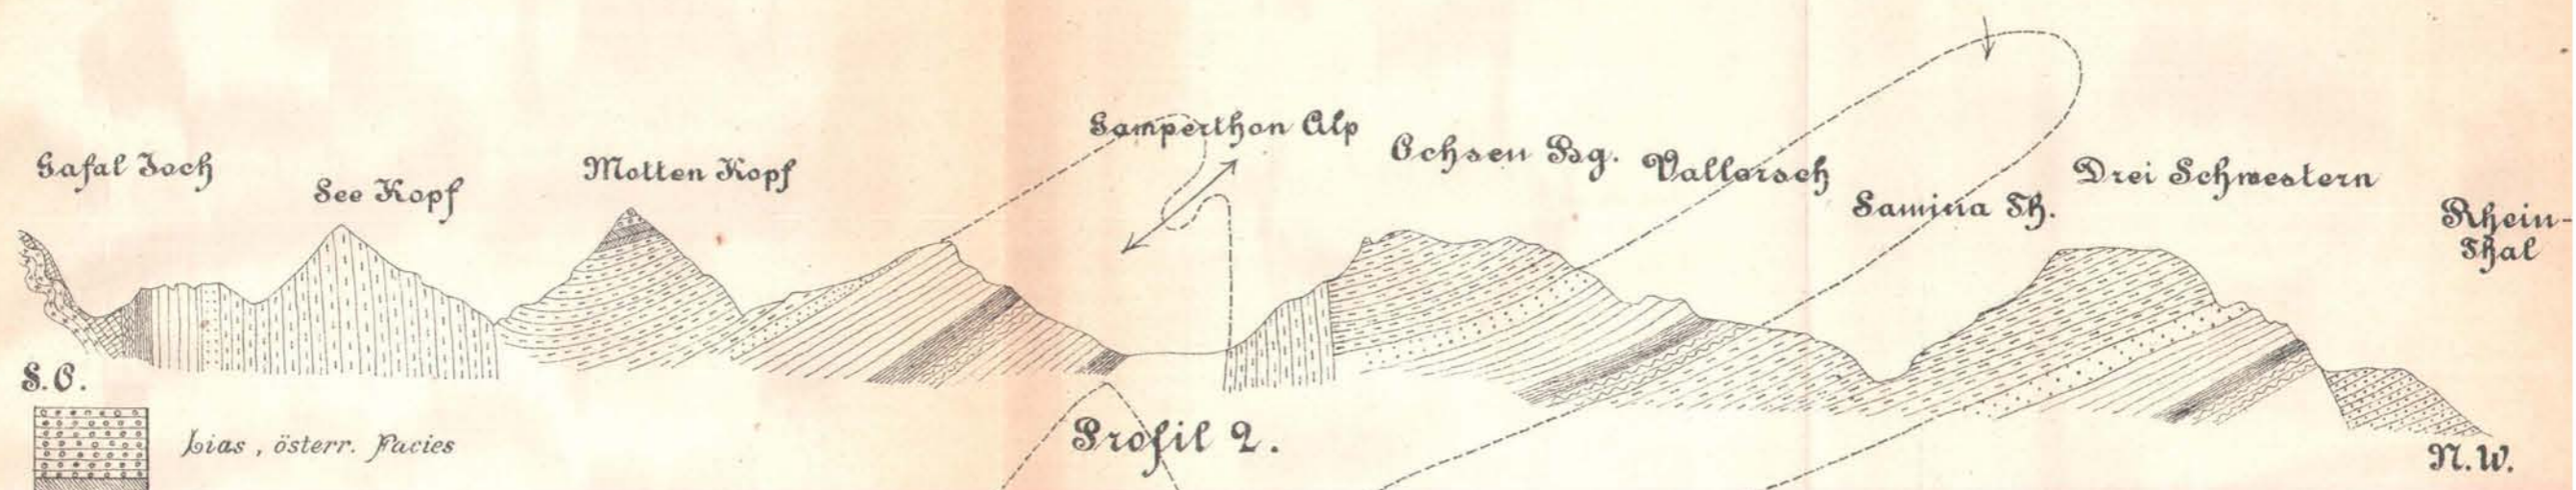 Gafal Joch
See Kopf
Motten Kopf
Gamperthon Alp
Ochsen Bg.
Vallorsch
Samina Th.
Drei Schwestern
Rhein-
Thal
S.O.
Lias, österr. Facies
Profil 2.
N.W.